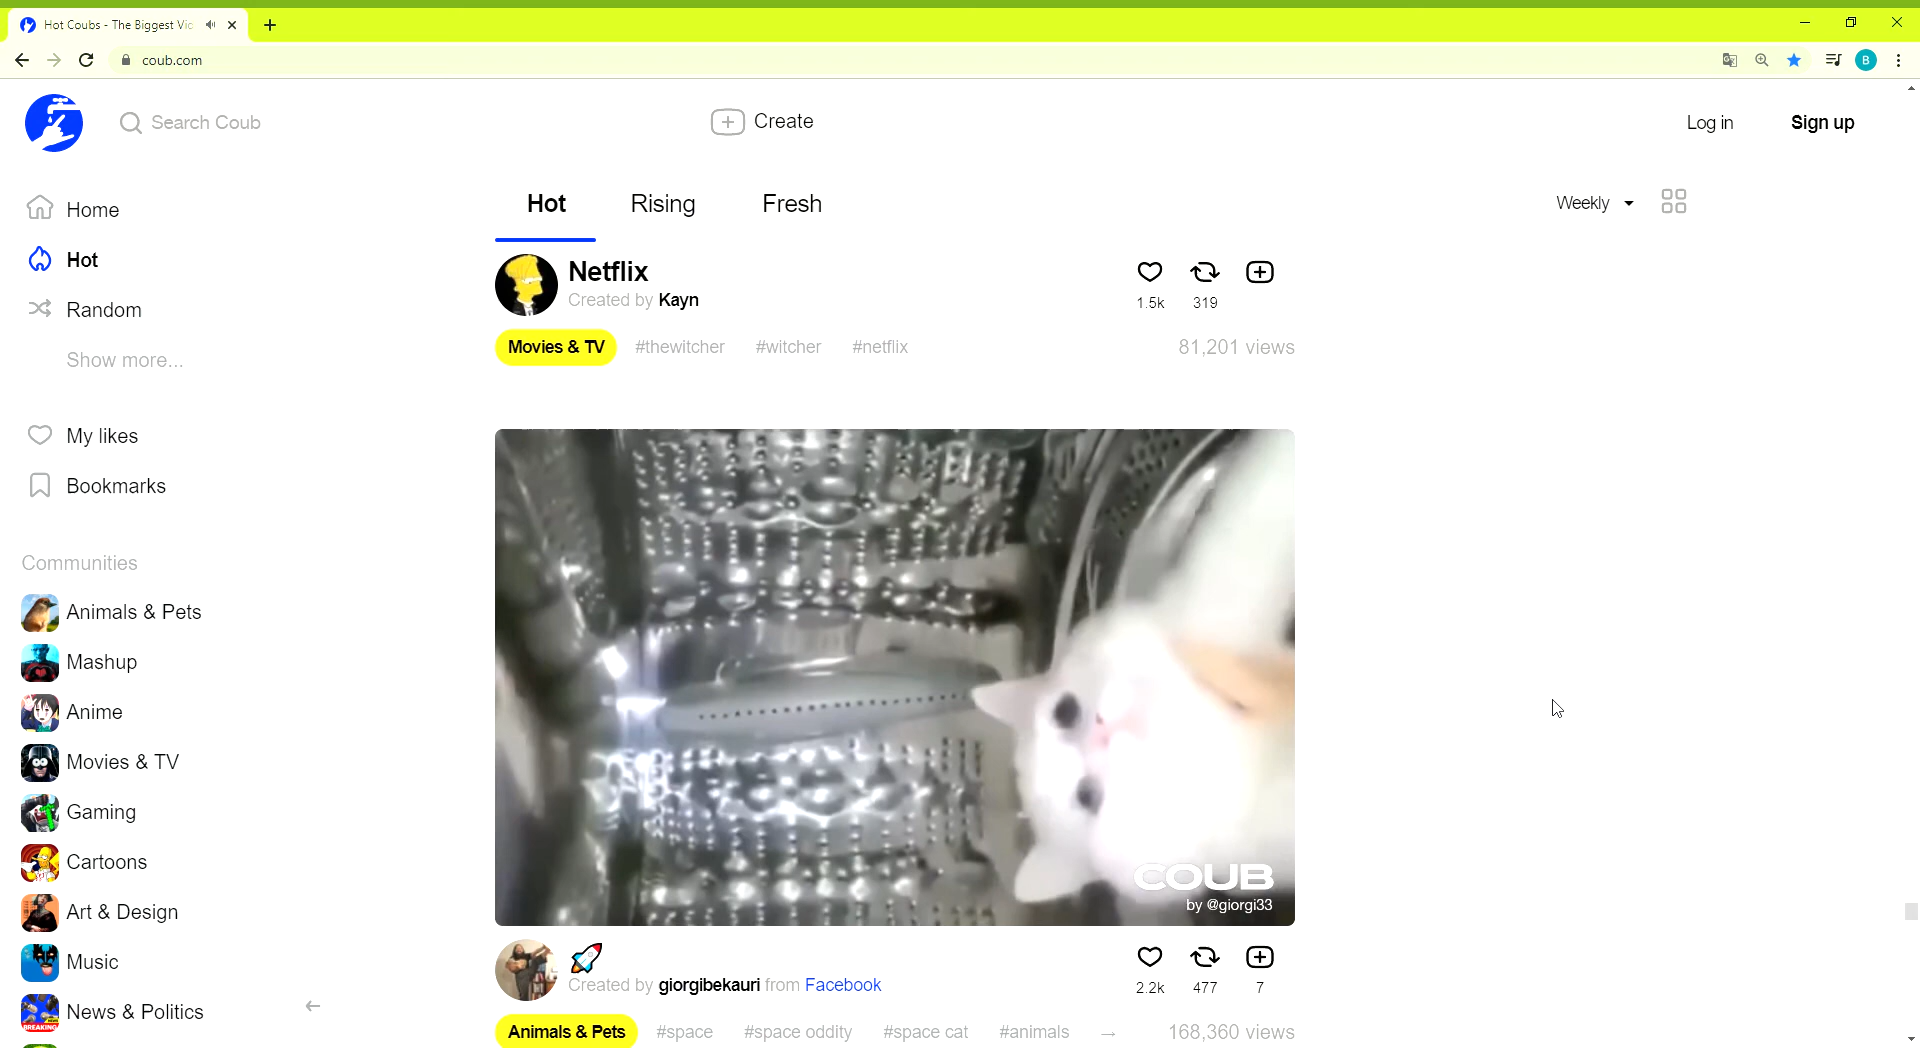 Hot Coubs - The Biggest Vic
coub.com
B
Search Coub
Create
Log in
Sign up
Home
Hot
Random
Show more...
My likes
Bookmarks
Communities
Animals & Pets
Mashup
Anime
Movies & TV
Gaming
Cartoons
Art & Design
Music
News & Politics
Hot Rising Fresh
Weekly
Netflix
Created by Kayn
1.5k 319
Movies & TV #thewitcher #witcher #netflix 81,201 views
COUB
by @giorgi33
🚀
Created by giorgibekauri from Facebook
2.2k 477 7
Animals & Pets #space #space oddity #space cat #animals → 168,360 views
BREAKING